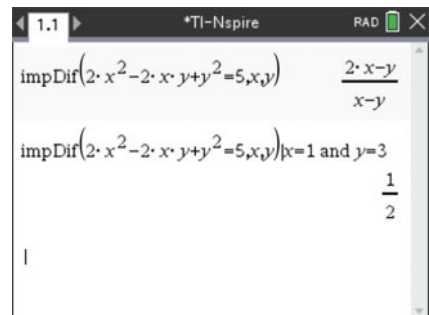 1.1 *TI-Nspire RAD
impDif(2·x²−2·x·y+y²=5,x,y) 2·x−y/x−y
impDif(2·x²−2·x·y+y²=5,x,y)|x=1 and y=3
1/2